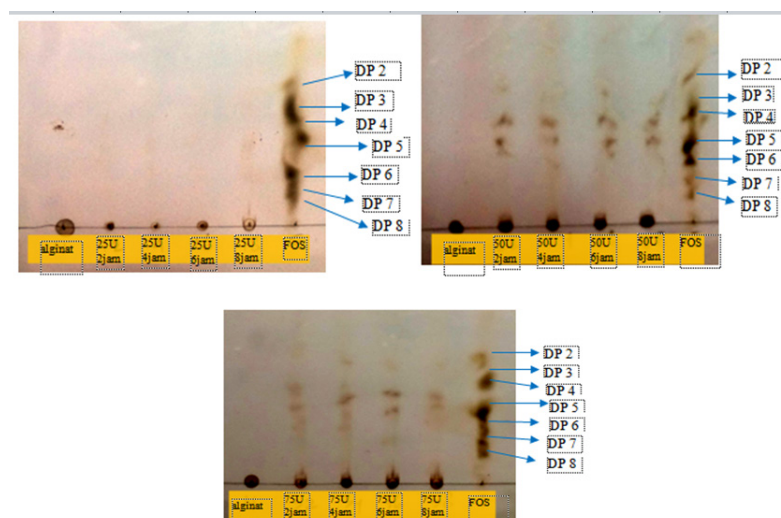 DP 2
DP 3
DP 4
DP 5
DP 6
DP 7
DP 8
alginat
25U
2jam
25U
4jam
25U
6jam
25U
8jam
FOS
DP 2
DP 3
DP 4
DP 5
DP 6
DP 7
DP 8
alginat
50U
2jam
50U
4jam
50U
6jam
50U
8jam
FOS
DP 2
DP 3
DP 4
DP 5
DP 6
DP 7
DP 8
alginat
75U
2jam
75U
4jam
75U
6jam
75U
8jam
FOS